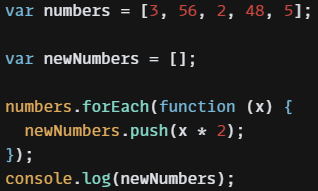 var numbers = [3, 56, 2, 48, 5];
var newNumbers = [];
numbers.forEach(function (x) {
  newNumbers.push(x * 2);
});
console.log(newNumbers);